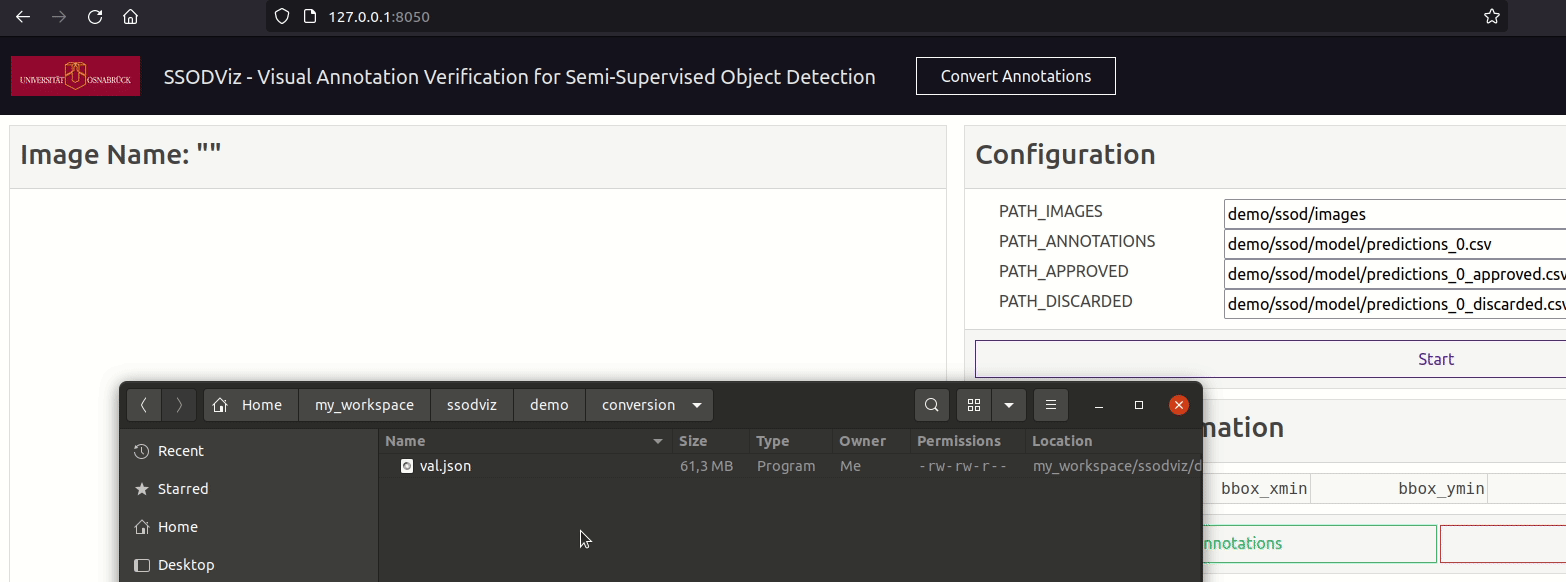 127.0.0.1:8050
UNIVERSITÄT OSNABRÜCK
SSODViz - Visual Annotation Verification for Semi-Supervised Object Detection
Convert Annotations
Image Name: ""
Configuration
PATH_IMAGES demo/ssod/images
PATH_ANNOTATIONS demo/ssod/model/predictions_0.csv
PATH_APPROVED demo/ssod/model/predictions_0_approved.csv
PATH_DISCARDED demo/ssod/model/predictions_0_discarded.csv
Start
Home my_workspace ssodviz demo conversion
mation
Name Size Type Owner Permissions Location
Recent
val.json 61,3 MB Program Me -rw-rw-r-- my_workspace/ssodviz/d
Starred
bbox_xmin bbox_ymin
Home
nnotations
Desktop